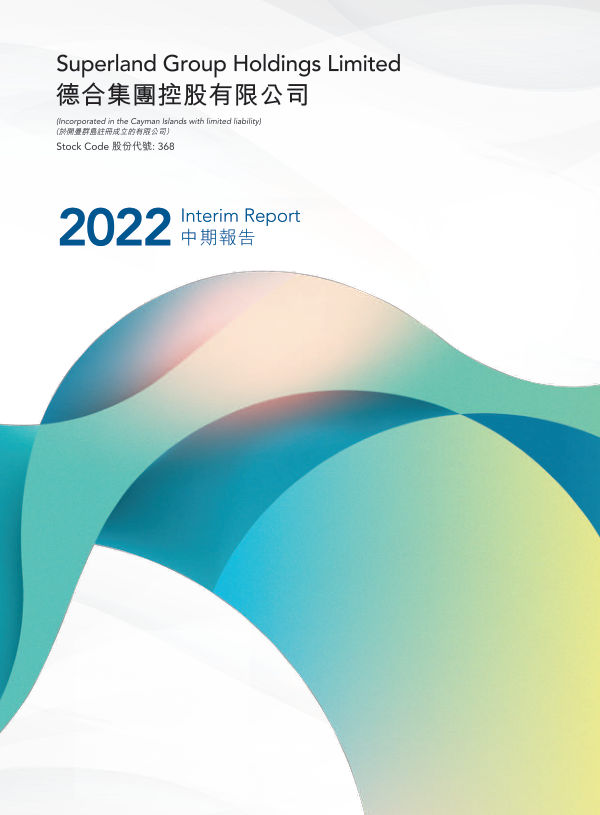 Superland Group Holdings Limited
德合集團控股有限公司
(Incorporated in the Cayman Islands with limited liability)
(於開曼群島註冊成立的有限公司)
Stock Code 股份代號: 368
2022 Interim Report
中期報告